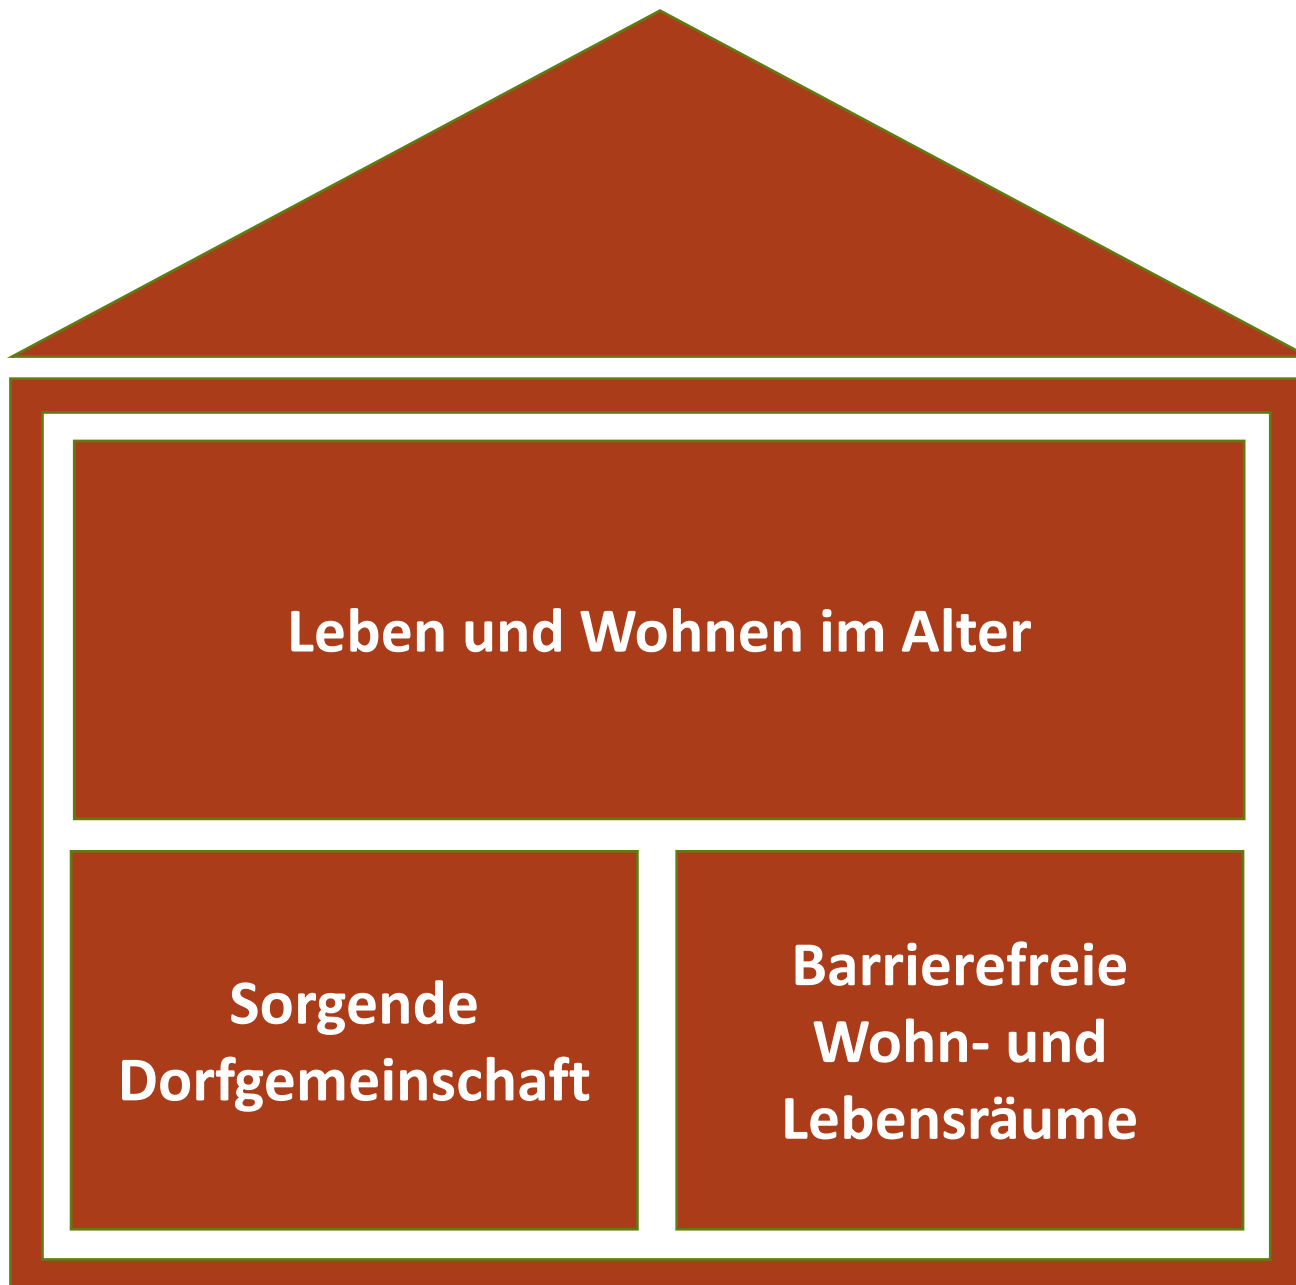 Leben und Wohnen im Alter
Sorgende
Dorfgemeinschaft
Barrierefreie
Wohn- und
Lebensräume